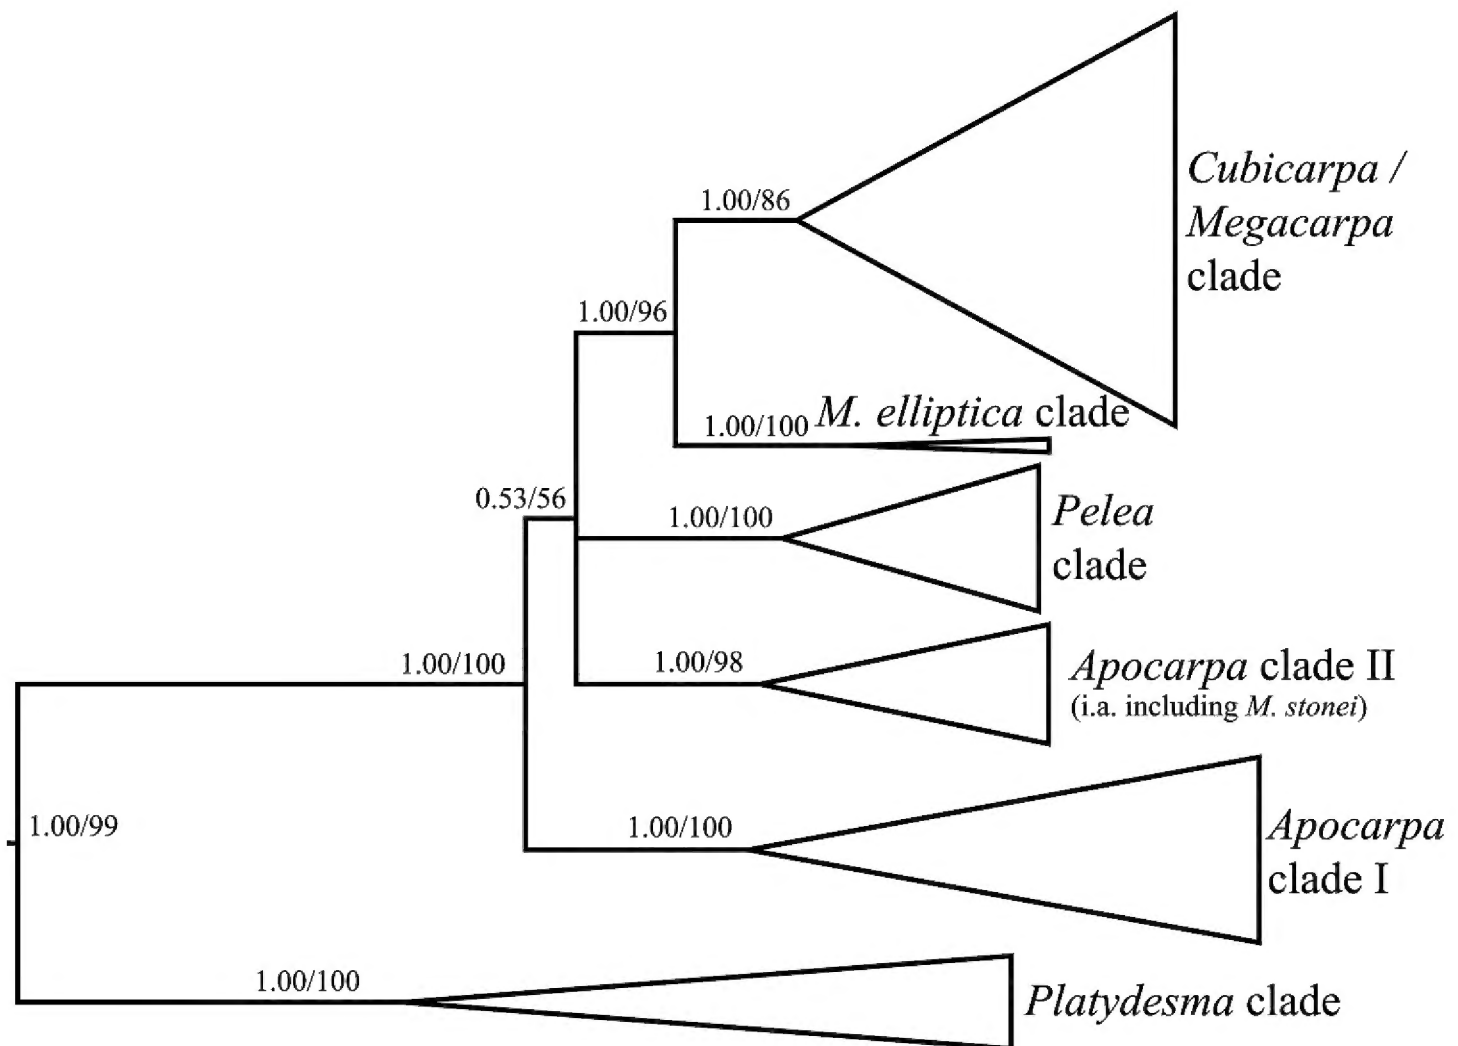 1.00/86
Cubicarpa /
Megacarpa
clade
1.00/96
M. elliptica clade
1.00/100
0.53/56
1.00/100
Pelea
clade
1.00/100
1.00/98
Apocarpa clade II
(i.a. including M. stonei)
1.00/99
1.00/100
Apocarpa
clade I
1.00/100
Platydesma clade